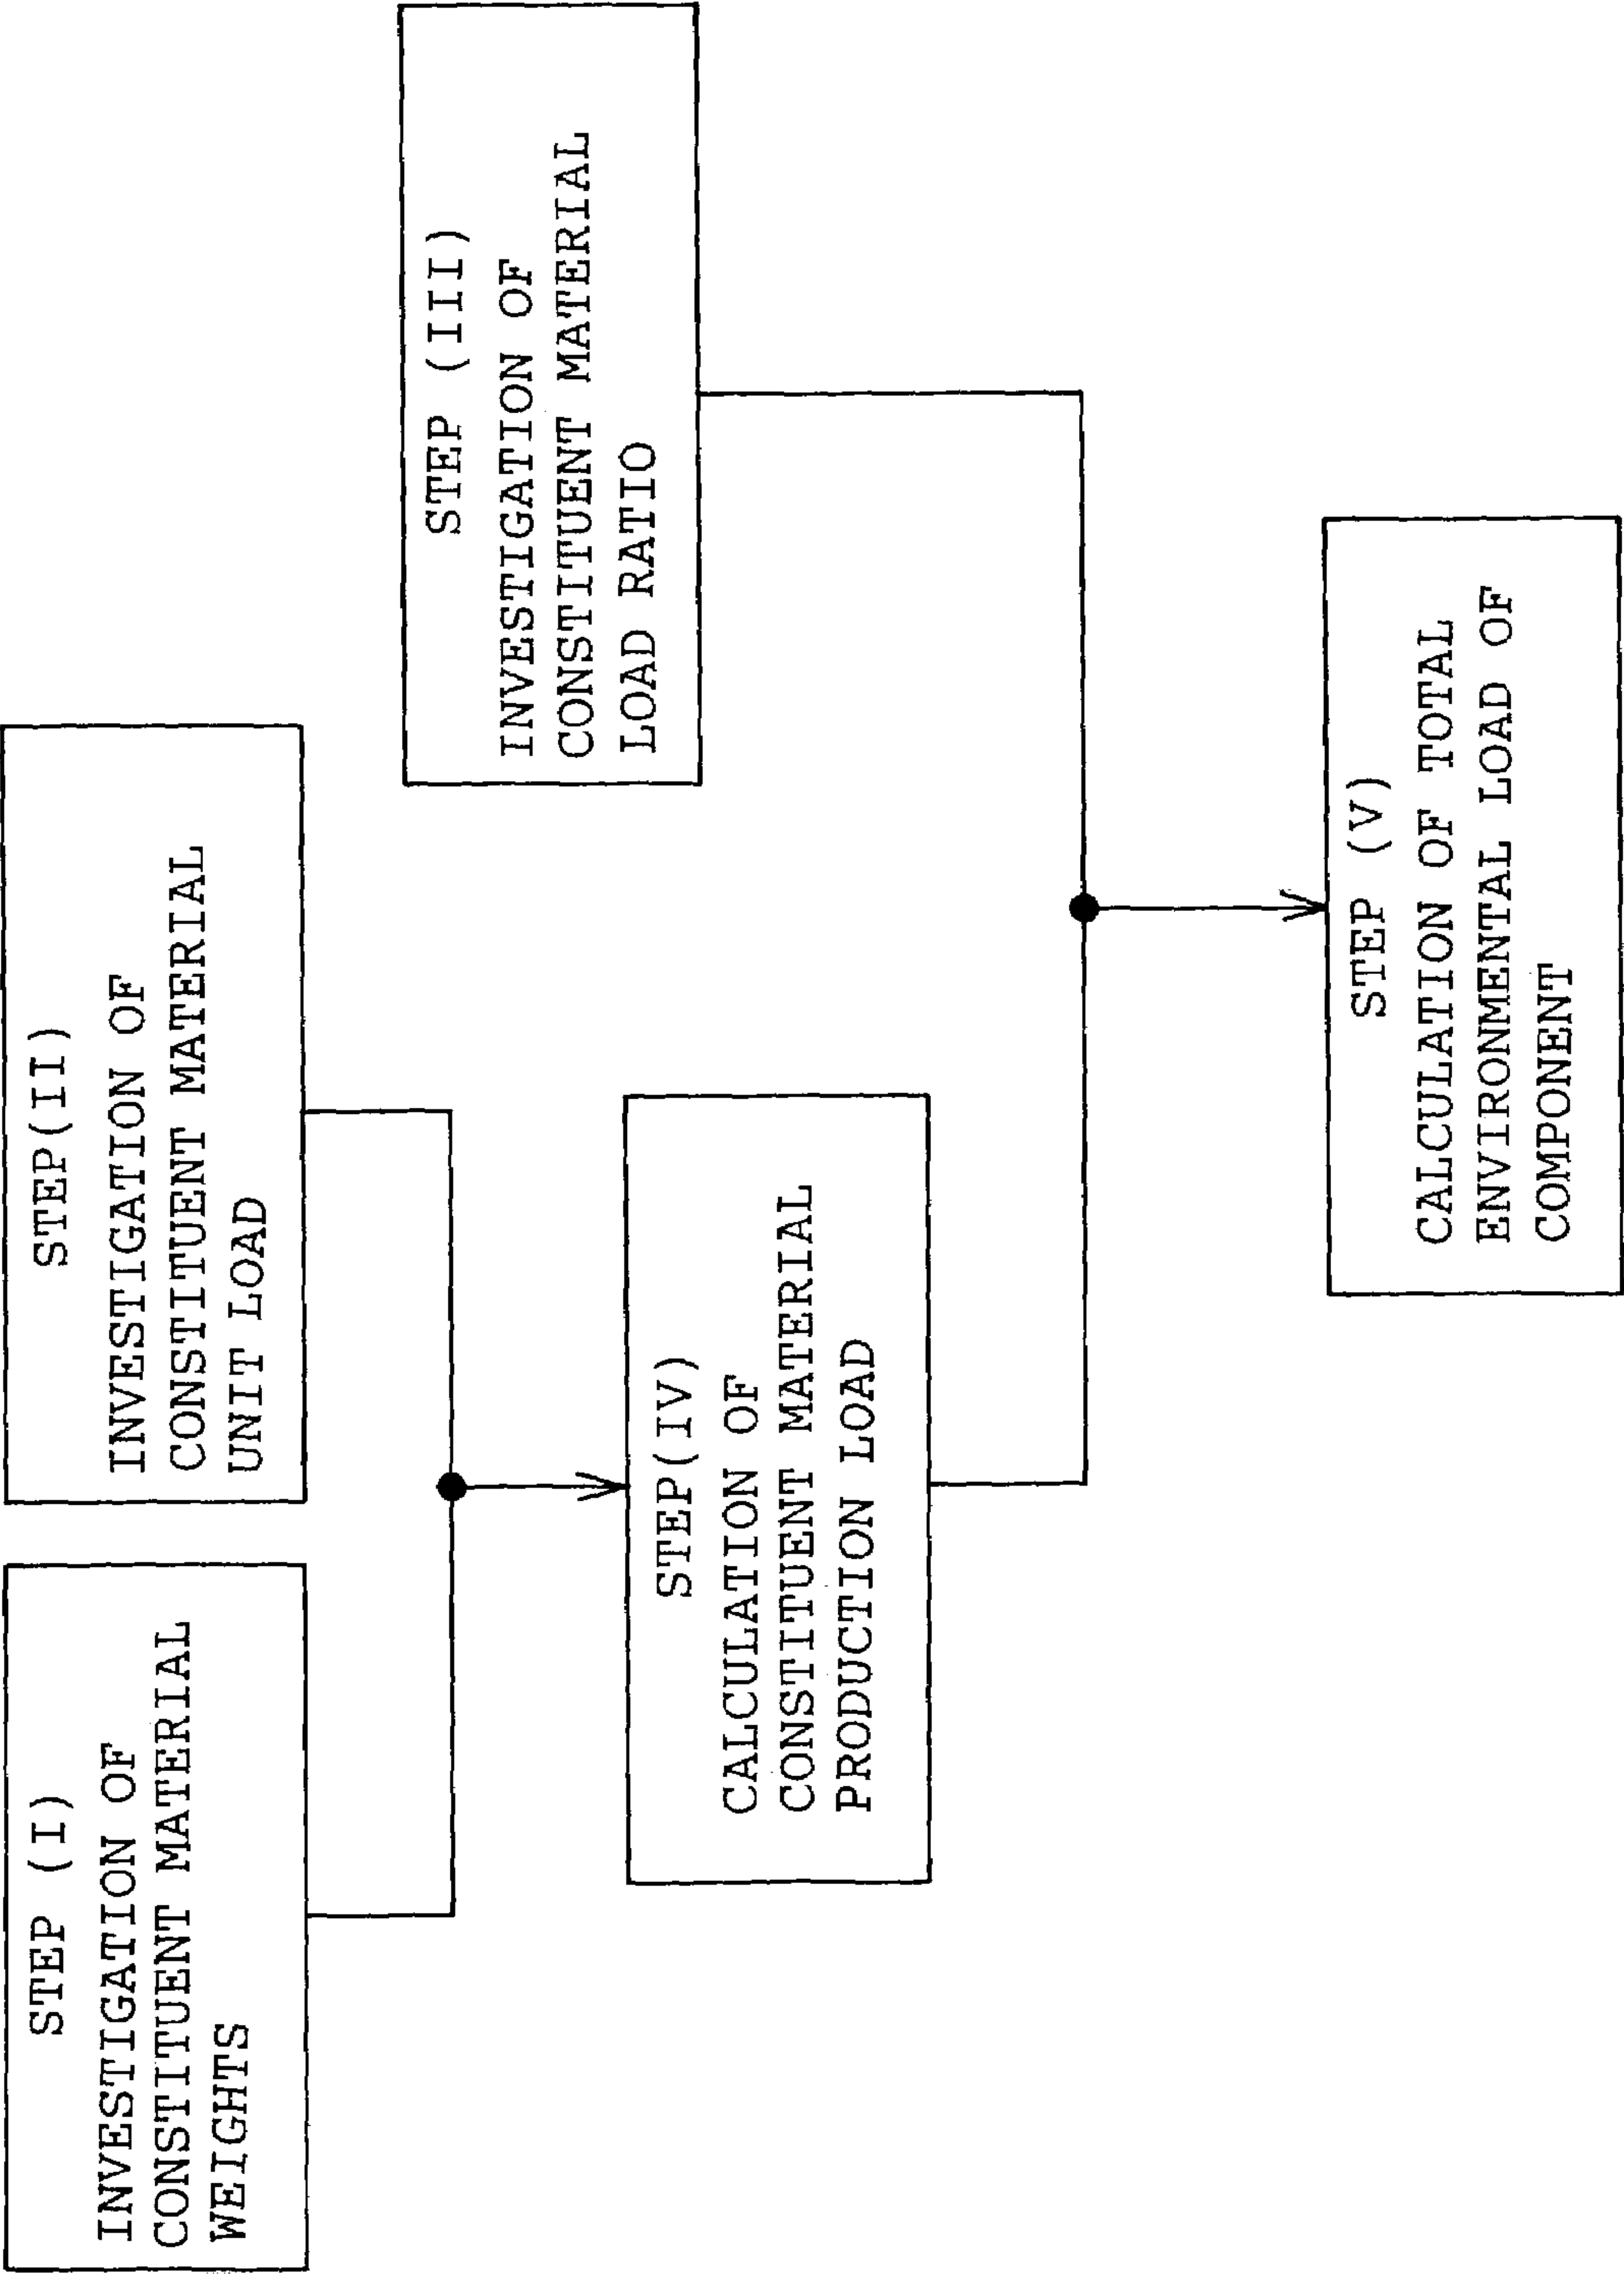 STEP (I)
INVESTIGATION OF
CONSTITUENT MATERIAL
WEIGHTS
STEP(II)
INVESTIGATION OF
CONSTITUENT MATERIAL
UNIT LOAD
STEP (III)
INVESTIGATION OF
CONSTITUENT MATERIAL
LOAD RATIO
STEP(IV)
CALCULATION OF
CONSTITUENT MATERIAL
PRODUCTION LOAD
STEP (V)
CALCULATION OF TOTAL
ENVIRONMENTAL LOAD OF
COMPONENT